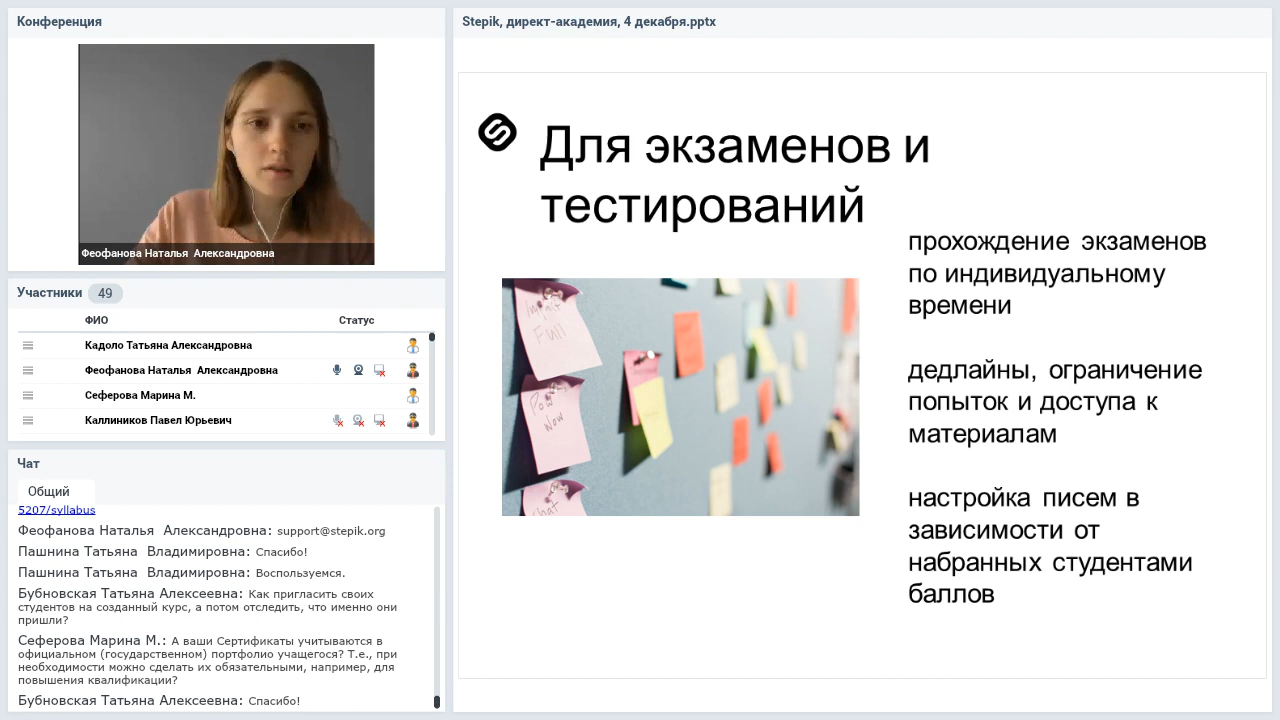 Конференция
Феофанова Наталья  Александровна
Участники 49
ФИО Статус
Кадоло Татьяна Александровна
Феофанова Наталья  Александровна
Сеферова Марина М.
Каллиников Павел Юрьевич
Чат
Общий
5207/syllabus
Феофанова Наталья  Александровна: support@stepik.org
Пашнина Татьяна  Владимировна: Спасибо!
Пашнина Татьяна  Владимировна: Воспользуемся.
Бубновская Татьяна Алексеевна: Как пригласить своих
студентов на созданный курс, а потом отследить, что именно они
пришли?
Сеферова Марина М.: А ваши Сертификаты учитываются в
официальном (государственном) портфолио учащегося? Т.е., при
необходимости можно сделать их обязательными, например, для
повышения квалификации?
Бубновская Татьяна Алексеевна: Спасибо!
Stepik, директ-академия, 4 декабря.pptx
Для экзаменов и
тестирований
Full
Pow
Wow
chat
прохождение экзаменов
по индивидуальному
времени
дедлайны, ограничение
попыток и доступа к
материалам
настройка писем в
зависимости от
набранных студентами
баллов